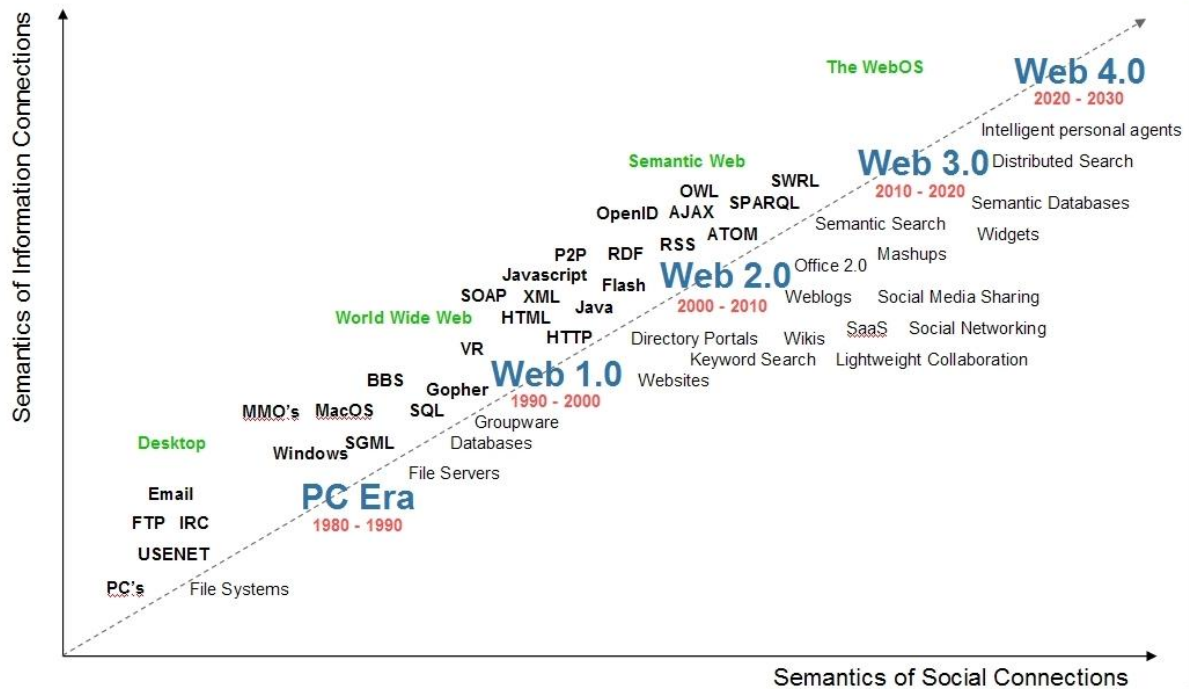 Semantics of Information Connections
The WebOS
Web 4.0
2020 - 2030
Intelligent personal agents
Semantic Web
Web 3.0
Distributed Search
2010 - 2020
SWRL
OWL
SPARQL
Semantic Databases
OpenID
AJAX
Semantic Search
Widgets
ATOM
RSS
Mashups
P2P
RDF
Office 2.0
Javascript
Web 2.0
2000 - 2010
Flash
SOAP
XML
Weblogs
Social Media Sharing
Java
World Wide Web
HTML
HTTP
Directory Portals
Wikis
SaaS
Social Networking
VR
Keyword Search
Lightweight Collaboration
Web 1.0
1990 - 2000
Websites
BBS
Gopher
MMO's
MacOS
SQL
Groupware
Desktop
Windows
SGML
Databases
File Servers
Email
PC Era
1980 - 1990
FTP
IRC
USENET
PC's
File Systems
Semantics of Social Connections